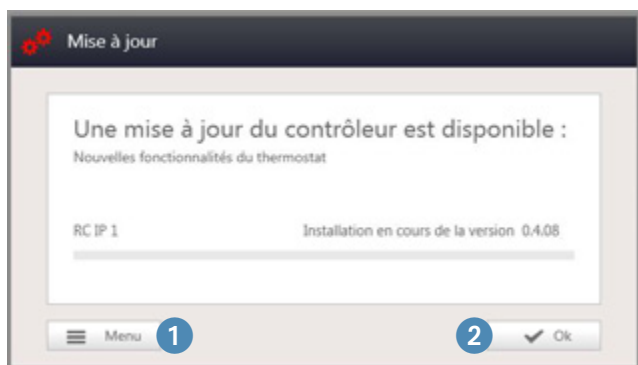 Mise à jour
Une mise à jour du contrôleur est disponible :
Nouvelles fonctionnalités du thermostat
RC IP 1 Installation en cours de la version 0.4.08
Menu 1 2 Ok